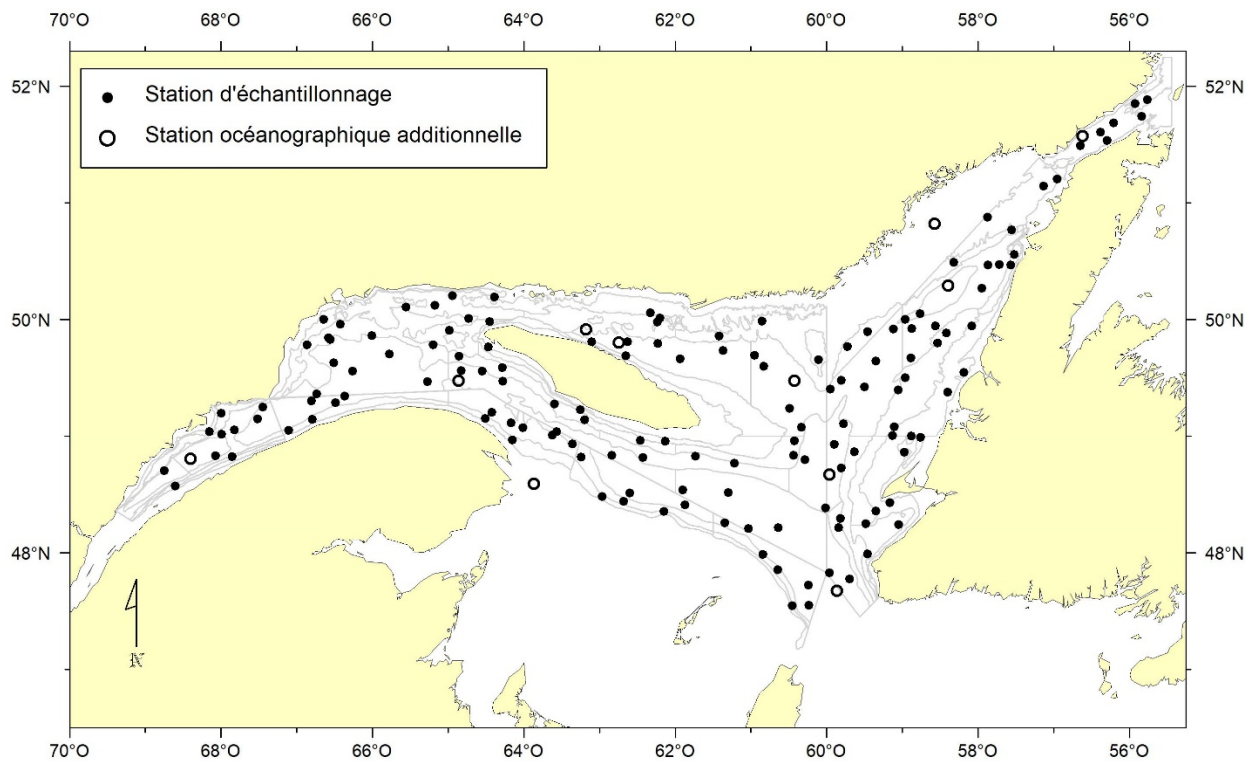 70°O 68°O 66°O 64°O 62°O 60°O 58°O 56°O
52°N 52°N
Station d'échantillonnage
Station océanographique additionnelle
50°N 50°N
48°N 48°N
N
70°O 68°O 66°O 64°O 62°O 60°O 58°O 56°O